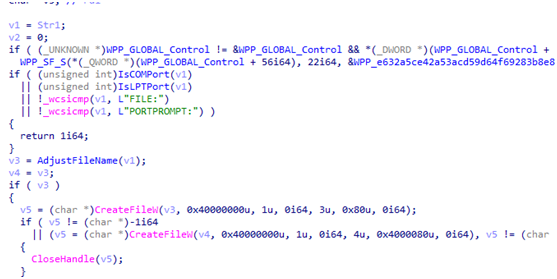 v1 = Str1;
v2 = 0;
if ( (_UNKNOWN *)WPP_GLOBAL_Control != &WPP_GLOBAL_Control && *(_DWORD *)(WPP_GLOBAL_Control +
WPP_SF_S(*(_QWORD *)(WPP_GLOBAL_Control + 56i64), 22i64, &WPP_e632a5ce42a53acd59d64f69283b8e8
if ( (unsigned int)IsCOMPort(v1)
|| (unsigned int)IsLPTPort(v1)
|| !_wcsicmp(v1, L"FILE:")
|| !_wcsicmp(v1, L"PORTPROMPT:") )
{
return 1i64;
}
v3 = AdjustFileName(v1);
v4 = v3;
if ( v3 )
{
v5 = (char *)CreateFileW(v3, 0x40000000u, 1u, 0i64, 3u, 0x80u, 0i64);
if ( v5 != (char *)-1i64
|| (v5 = (char *)CreateFileW(v4, 0x40000000u, 1u, 0i64, 4u, 0x4000080u, 0i64), v5 != (char
{
CloseHandle(v5);
}